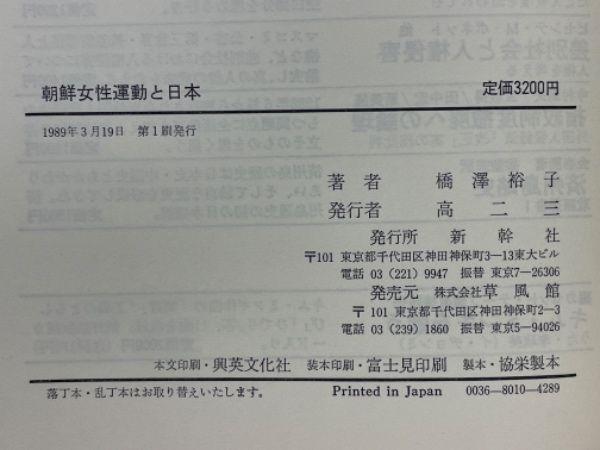 朝鮮女性運動と日本 定価3200円
1989年3月19日 第1刷発行
著者 橋澤裕子
発行者 高二三
発行所 新幹社
〒101 東京都千代田区神田神保町3―13東大ビル
電話 03(221)9947 振替 東京7―26306
発売元 株式会社草風館
〒101 東京都千代田区神田神保町2―3
電話 03(239)1860 振替 東京5―94026
本文印刷・興英文化社 装本印刷・富士見印刷 製本・協栄製本
落丁本・乱丁本はお取り替えいたします。 Printed in Japan 0036―8010―4289